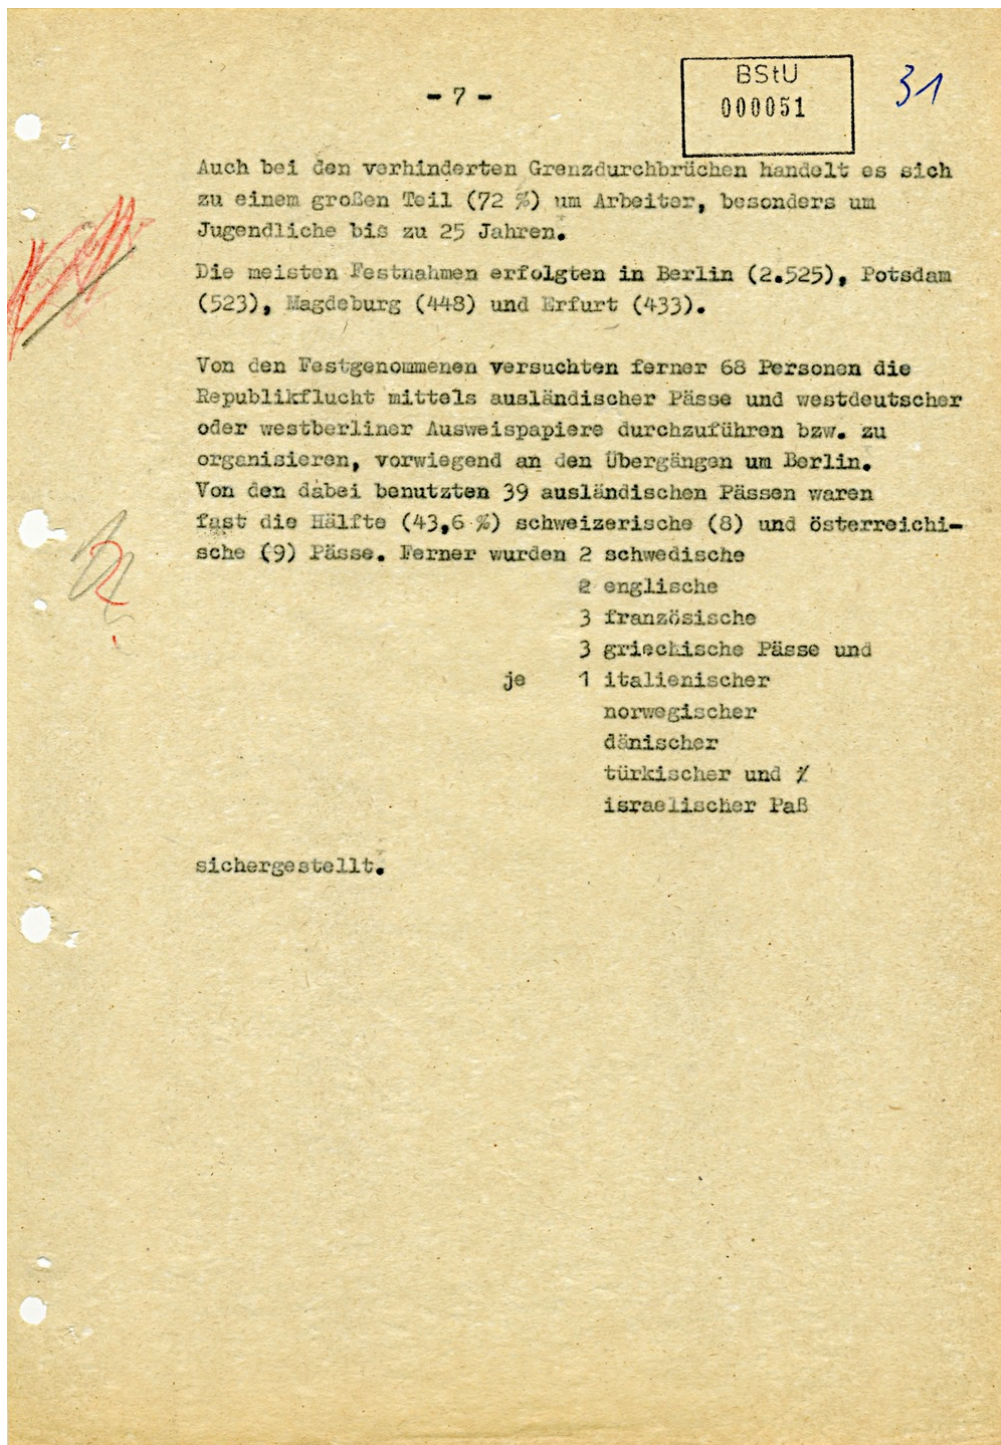 BStU
000051
31
- 7 -
Auch bei den verhinderten Grenzdurchbrüchen handelt es sich
zu einem großen Teil (72 %) um Arbeiter, besonders um
Jugendliche bis zu 25 Jahren.
Die meisten Festnahmen erfolgten in Berlin (2.525), Potsdam
(523), Magdeburg (448) und Erfurt (433).
Von den Festgenommenen versuchten ferner 68 Personen die
Republikflucht mittels ausländischer Pässe und westdeutscher
oder westberliner Ausweispapiere durchzuführen bzw. zu
organisieren, vorwiegend an den Übergängen um Berlin.
Von den dabei benutzten 39 ausländischen Pässen waren
fast die Hälfte (43,6 %) schweizerische (8) und österreichi-
sche (9) Pässe. Ferner wurden 2 schwedische
2 englische
3 französische
3 griechische Pässe und
je 1 italienischer
norwegischer
dänischer
türkischer und
israelischer Paß
sichergestellt.